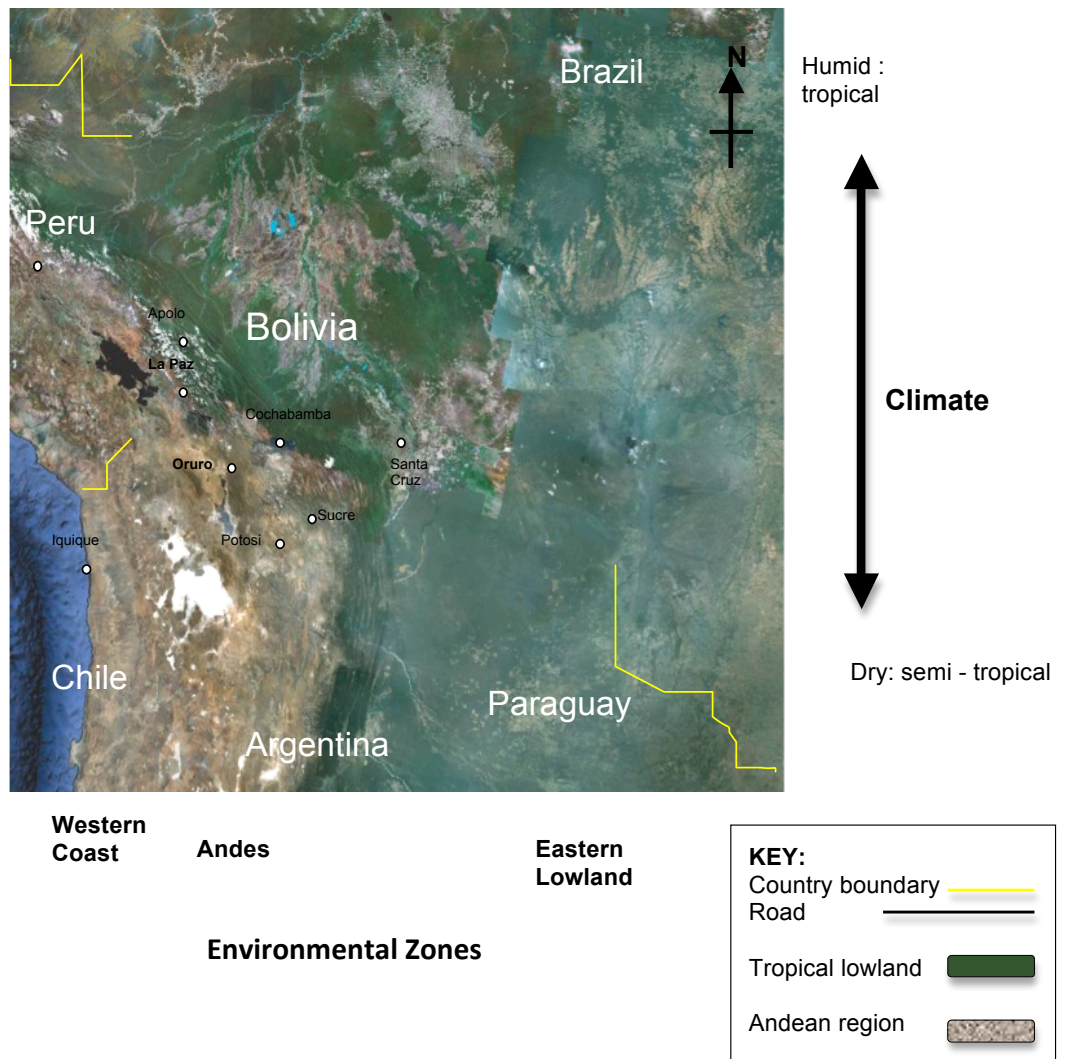 Brazil
N
Humid :
tropical
Peru
Apolo
Bolivia
La Paz
Climate
Cochabamba
Oruro
Santa
Cruz
Sucre
Iquique
Potosi
Chile
Paraguay
Dry: semi - tropical
Argentina
Western
Coast
Andes
Eastern
Lowland
Environmental Zones
KEY:
Country boundary
Road
Tropical lowland
Andean region